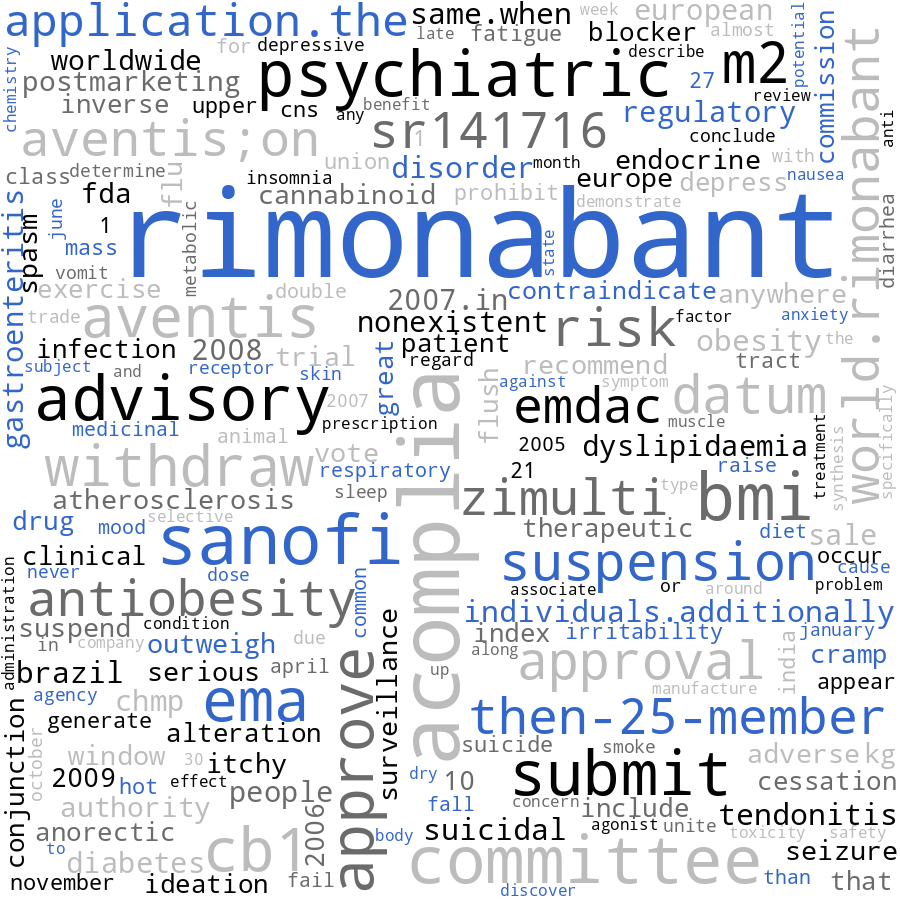 application.the
same.when
week
european
late
fatigue
blocker
almost
potential
commission
for
depressive
describe
worldwide
psychiatric
m2
27
postmarketing
chemistry
review
inverse
upper
cns
any
benefit
regulatory
world.rimonabant
anti
aventis;on
sr141716
1
conclude
union
disorder
month
endocrine
with
class
determine
flu
insomnia
europe
depress
nausea
fda
cannabinoid
prohibit
demonstrate
gastroenteritis
spasm
june
1
metabolic
rimonabant
state
diarrhea
mass
vomit
exercise
double
2007.in
contraindicate
anywhere
trade
aventis
nonexistent
risk
factor
anxiety
infection
2008
trial
great
patient
obesity
the
subject
and
receptor
skin
regard
recommend
tract
advisory
2007
acomplia
flush
against
symptom
datum
specifically
prescription
emdac
muscle
medicinal
animal
vote
2005
dyslipidaemia
treatment
synthesis
withdraw
respiratory
21
raise
atherosclerosis
sleep
zimulti
type
bmi
drug
mood
selective
therapeutic
diet
sale
clinical
sanofi
suspension
occur
never
dose
cause
administration
antiobesity
common
associate
or
around
problem
suspend
condition
individuals.additionally
in
company
outweigh
due
index
irritability
india
january
brazil
serious
april
approve
surveillance
along
up
approval
cramp
agency
chmp
ema
manufacture
appear
conjunction
generate
alteration
then-25-member
october
window
30
itchy
suicide
smoke
adverse
kg
2009
hot
effect
people
dry
10
submit
cessation
authority
2006
fall
concern
include
tendonitis
anorectic
body
suicidal
agonist
unite
toxicity
safety
to
diabetes
cb1
committee
seizure
november
ideation
fail
discover
than
that